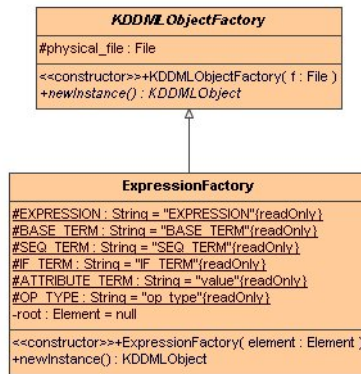 KDDMLObjectFactory
#physical_file : File
<<constructor>>+KDDMLObjectFactory( f : File )
+newInstance() : KDDMLObject
ExpressionFactory
#EXPRESSION : String = "EXPRESSION"{readOnly}
#BASE_TERM : String = "BASE_TERM"{readOnly}
#SEQ_TERM : String = "SEQ_TERM"{readOnly}
#IF_TERM : String = "IF_TERM"{readOnly}
#ATTRIBUTE_TERM : String = "value"{readOnly}
#OP_TYPE : String = "op_type"{readOnly}
-root : Element = null
<<constructor>>+ExpressionFactory( element : Element )
+newInstance() : KDDMLObject